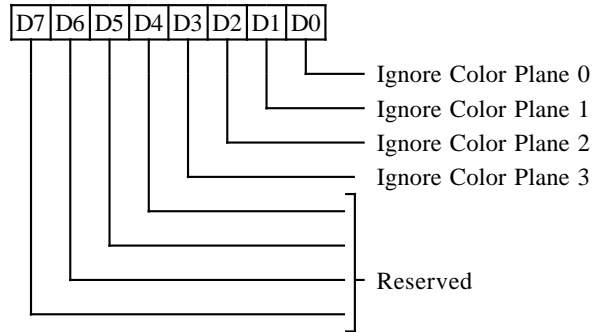 D7 D6 D5 D4 D3 D2 D1 D0
Ignore Color Plane 0
Ignore Color Plane 1
Ignore Color Plane 2
Ignore Color Plane 3
Reserved